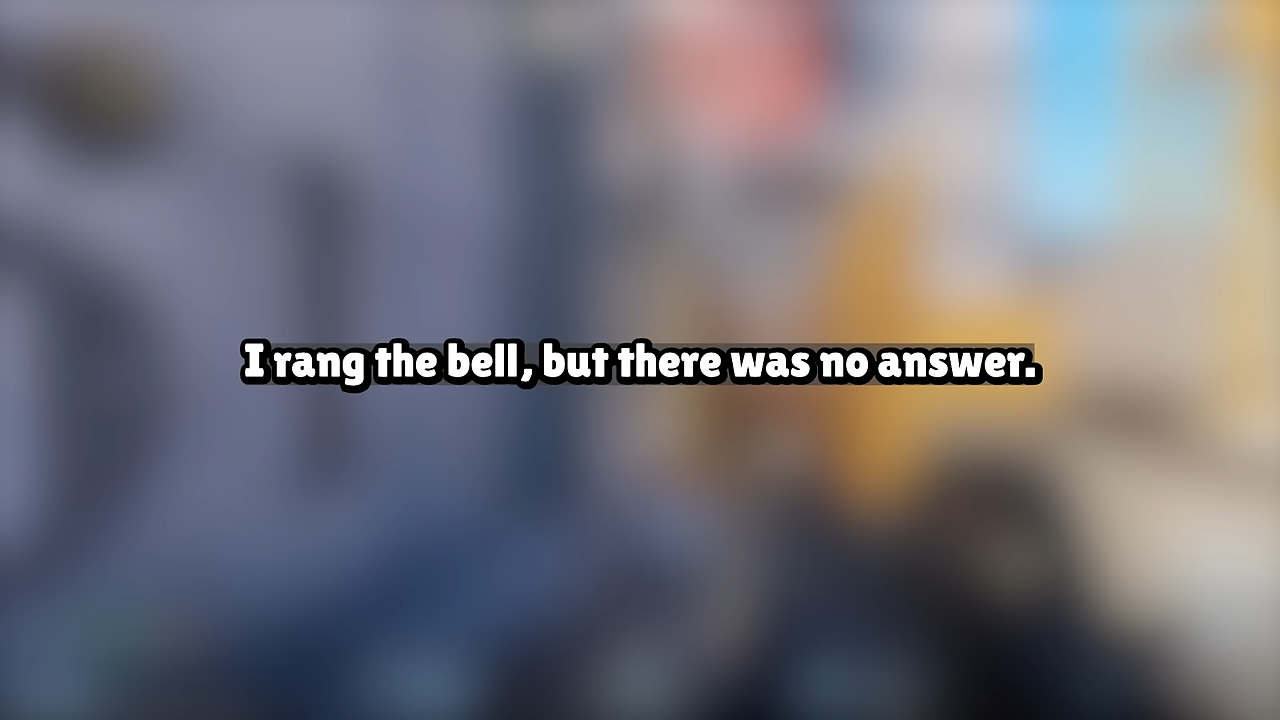 I rang the bell, but there was no answer.